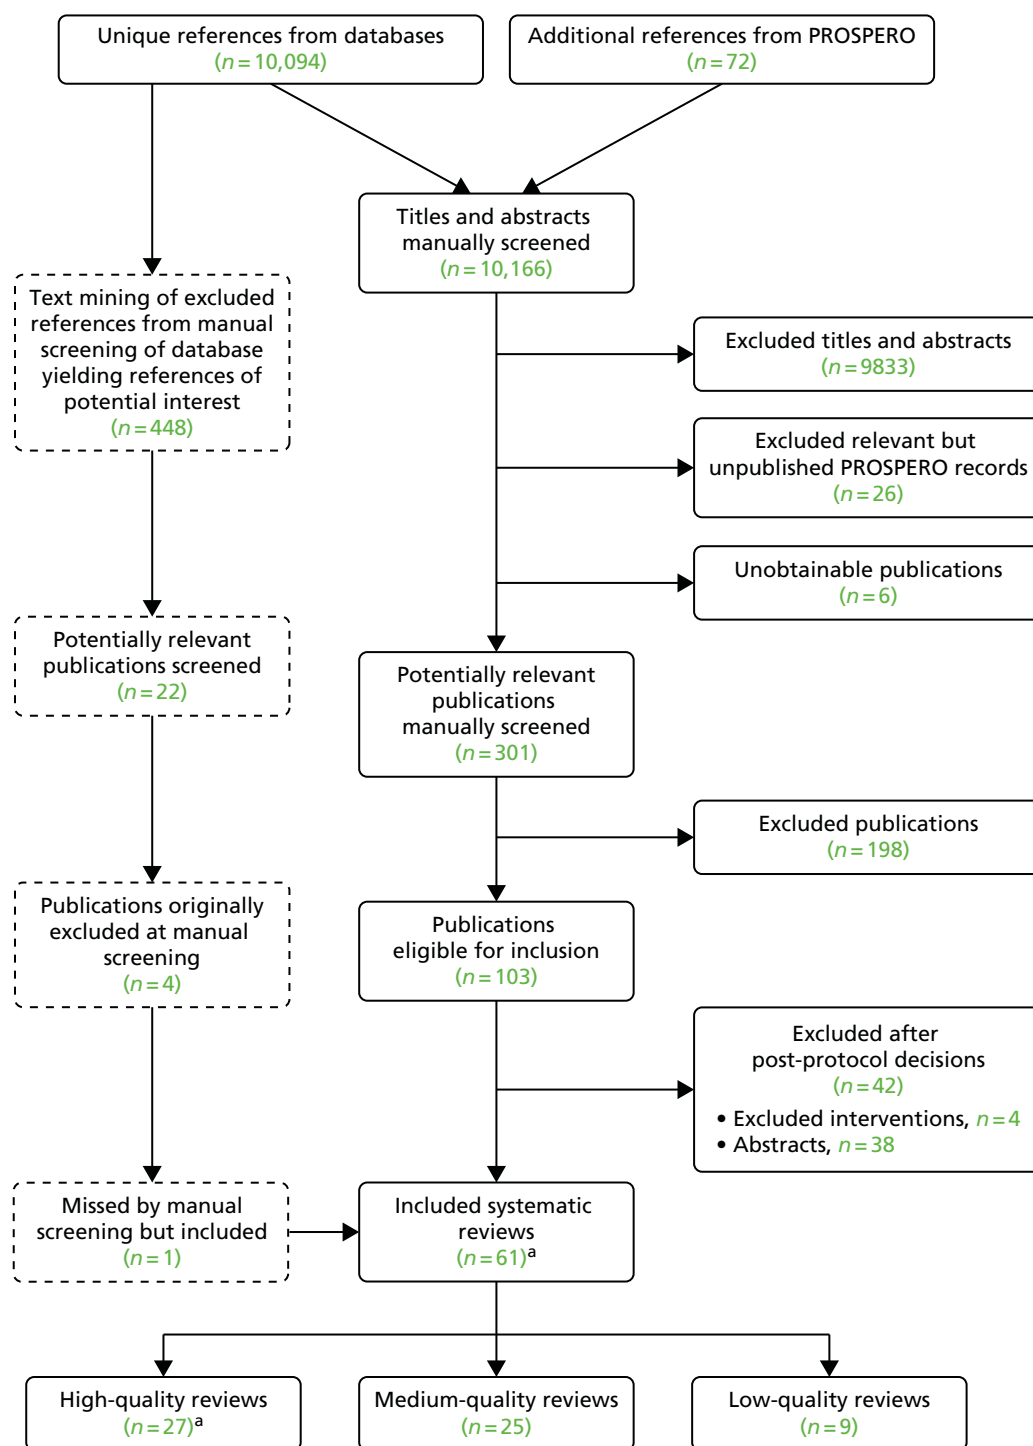 Unique references from databases
(n = 10,094)
Additional references from PROSPERO
(n = 72)
Titles and abstracts
manually screened
(n = 10,166)
Text mining of excluded
references from manual
screening of database
yielding references of
potential interest
(n = 448)
Excluded titles and abstracts
(n = 9833)
Excluded relevant but
unpublished PROSPERO records
(n = 26)
Unobtainable publications
(n = 6)
Potentially relevant
publications screened
(n = 22)
Potentially relevant
publications
manually screened
(n = 301)
Excluded publications
(n = 198)
Publications originally
excluded at manual
screening
(n = 4)
Publications
eligible for inclusion
(n = 103)
Excluded after
post-protocol decisions
(n = 42)
• Excluded interventions, n = 4
• Abstracts, n = 38
Missed by manual
screening but included
(n = 1)
Included systematic
reviews
(n = 61)a
High-quality reviews
(n = 27)a
Medium-quality reviews
(n = 25)
Low-quality reviews
(n = 9)